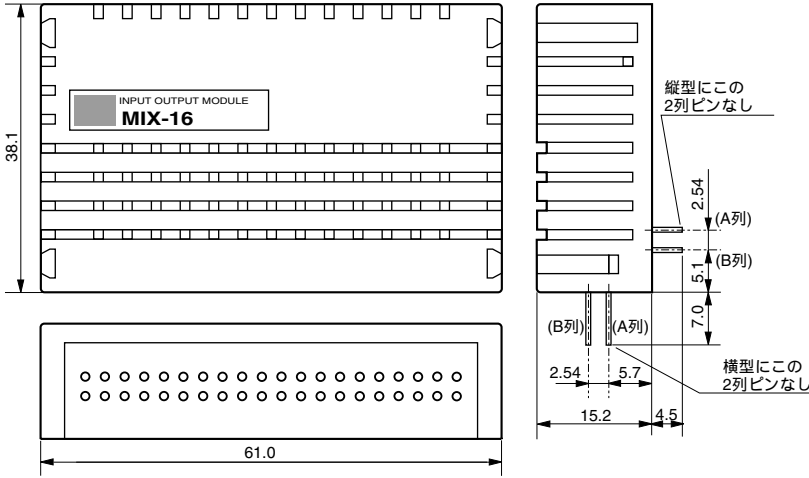 INPUT OUTPUT MODULE
MIX-16
38.1
縦型にこの
2列ピンなし
2.54
(A列)
(B列)
5.1
7.0
(B列)
(A列)
2.54
5.7
横型にこの
2列ピンなし
15.2
4.5
61.0